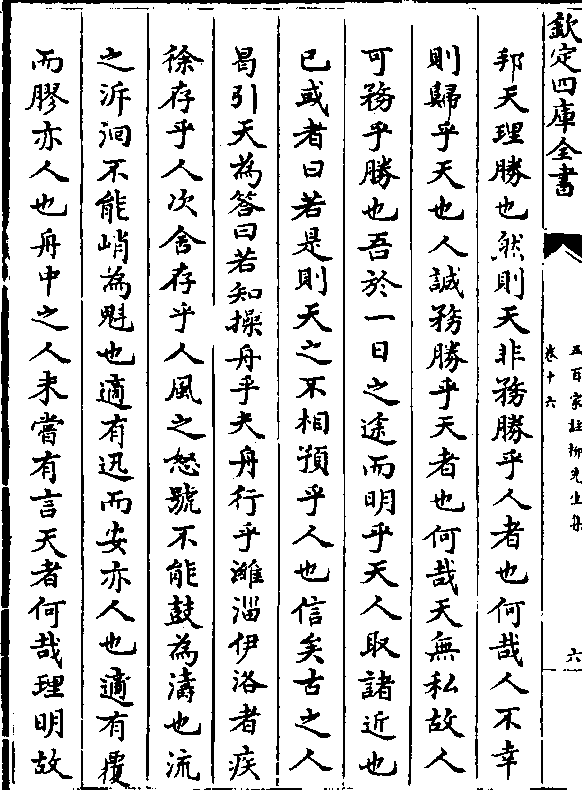 欽定四庫全書
五百家註柳先生集
卷十六
六
邦天理勝也然則天非務勝乎人者也何哉人不幸
則歸乎天也人誠務勝乎天者也何哉天無私故人
可務乎勝也吾於一日之途而明乎天人取諸近也
已或者曰若是則天之不相預乎人也信矣古之人
曷引天為答曰若知操舟乎夫舟行乎濰淄伊洛者疾
徐存乎人次舍存乎人風之怒號不能鼓為濤也流
之泝洄不能峭為魁也適有迅而安亦人也適有覆
而膠亦人也舟中之人未嘗有言天者何哉理明故